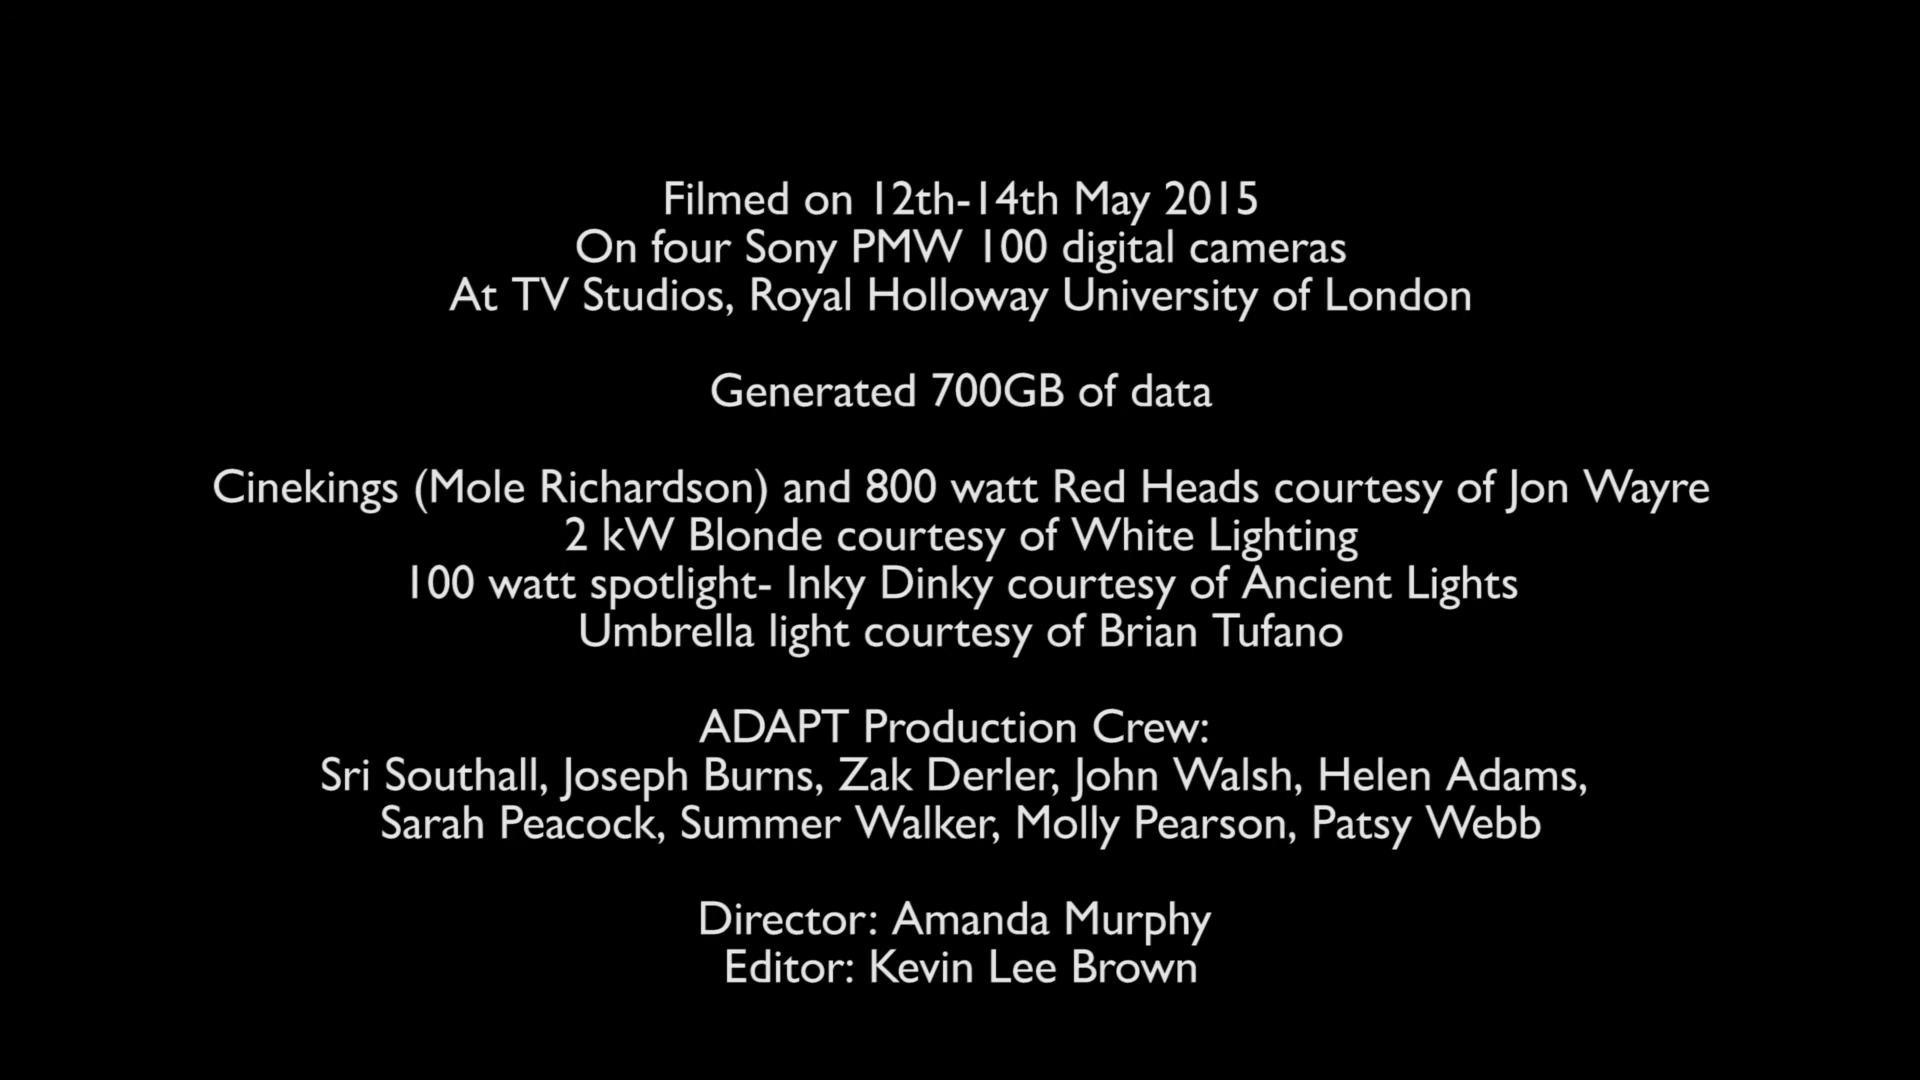 Filmed on 12th-14th May 2015
On four Sony PMW 100 digital cameras
At TV Studios, Royal Holloway University of London
Generated 700GB of data
Cinekings (Mole Richardson) and 800 watt Red Heads courtesy of Jon Wayre
2 kW Blonde courtesy of White Lighting
100 watt spotlight- Inky Dinky courtesy of Ancient Lights
Umbrella light courtesy of Brian Tufano
ADAPT Production Crew:
Sri Southall, Joseph Burns, Zak Derler, John Walsh, Helen Adams,
Sarah Peacock, Summer Walker, Molly Pearson, Patsy Webb
Director: Amanda Murphy
Editor: Kevin Lee Brown